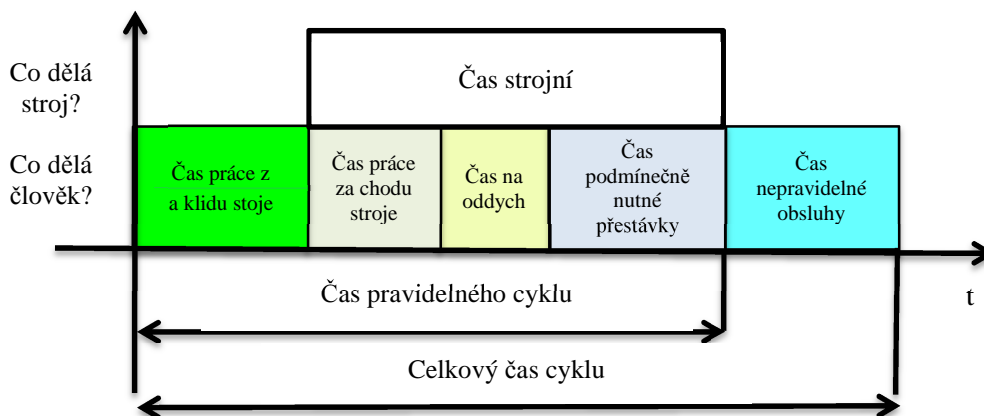 Co dělá
stroj?
Čas strojní
Co dělá
člověk?
Čas práce z
a klidu stoje
Čas práce
za chodu
stroje
Čas na
oddych
Čas
podmínečně
nutné
přestávky
Čas
nepravidelné
obsluhy
Čas pravidelného cyklu
t
Celkový čas cyklu